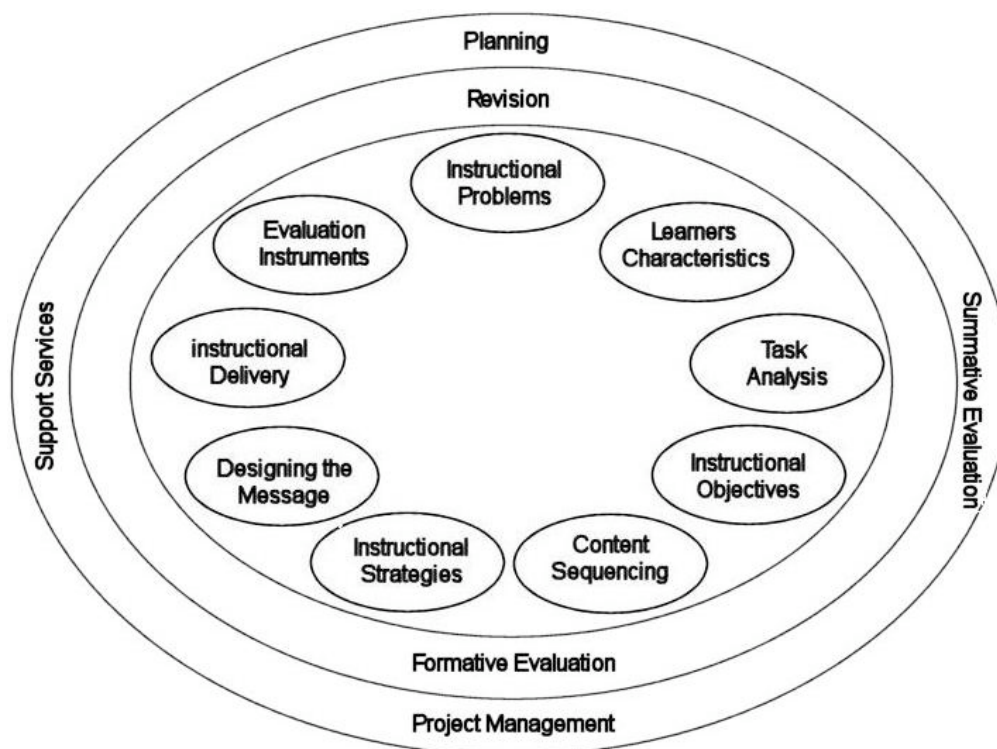 Planning
Revision
Instructional
Problems
Evaluation
Instruments
Learners
Characteristics
instructional
Delivery
Task
Analysis
Support Services
Summative Evaluation
Designing the
Message
Instructional
Objectives
Instructional
Strategies
Content
Sequencing
Formative Evaluation
Project Management